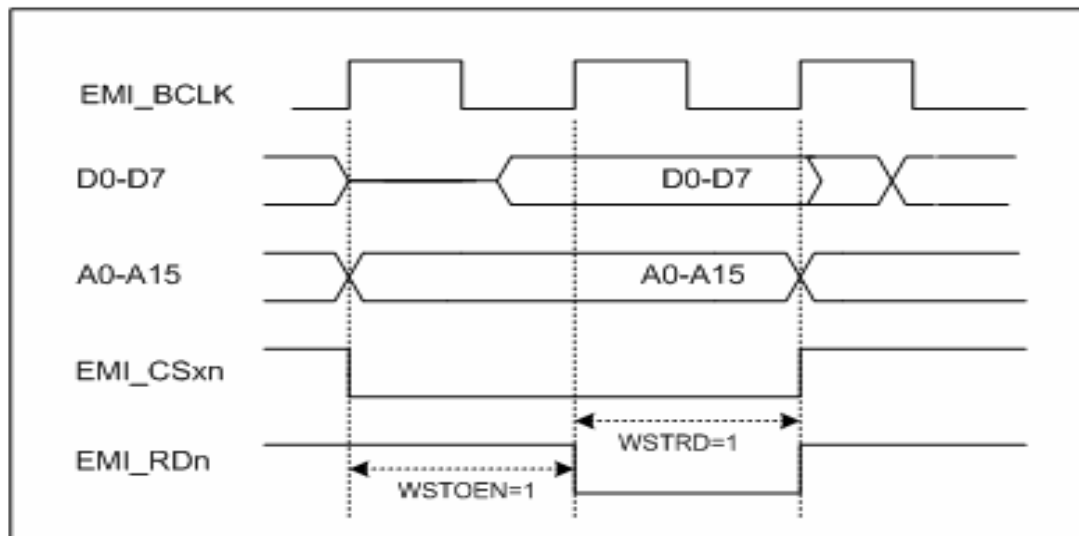 EMI_BCLK
D0-D7 D0-D7
A0-A15 A0-A15
EMI_CSxn
WSTRD=1
EMI_RDn
WSTOEN=1